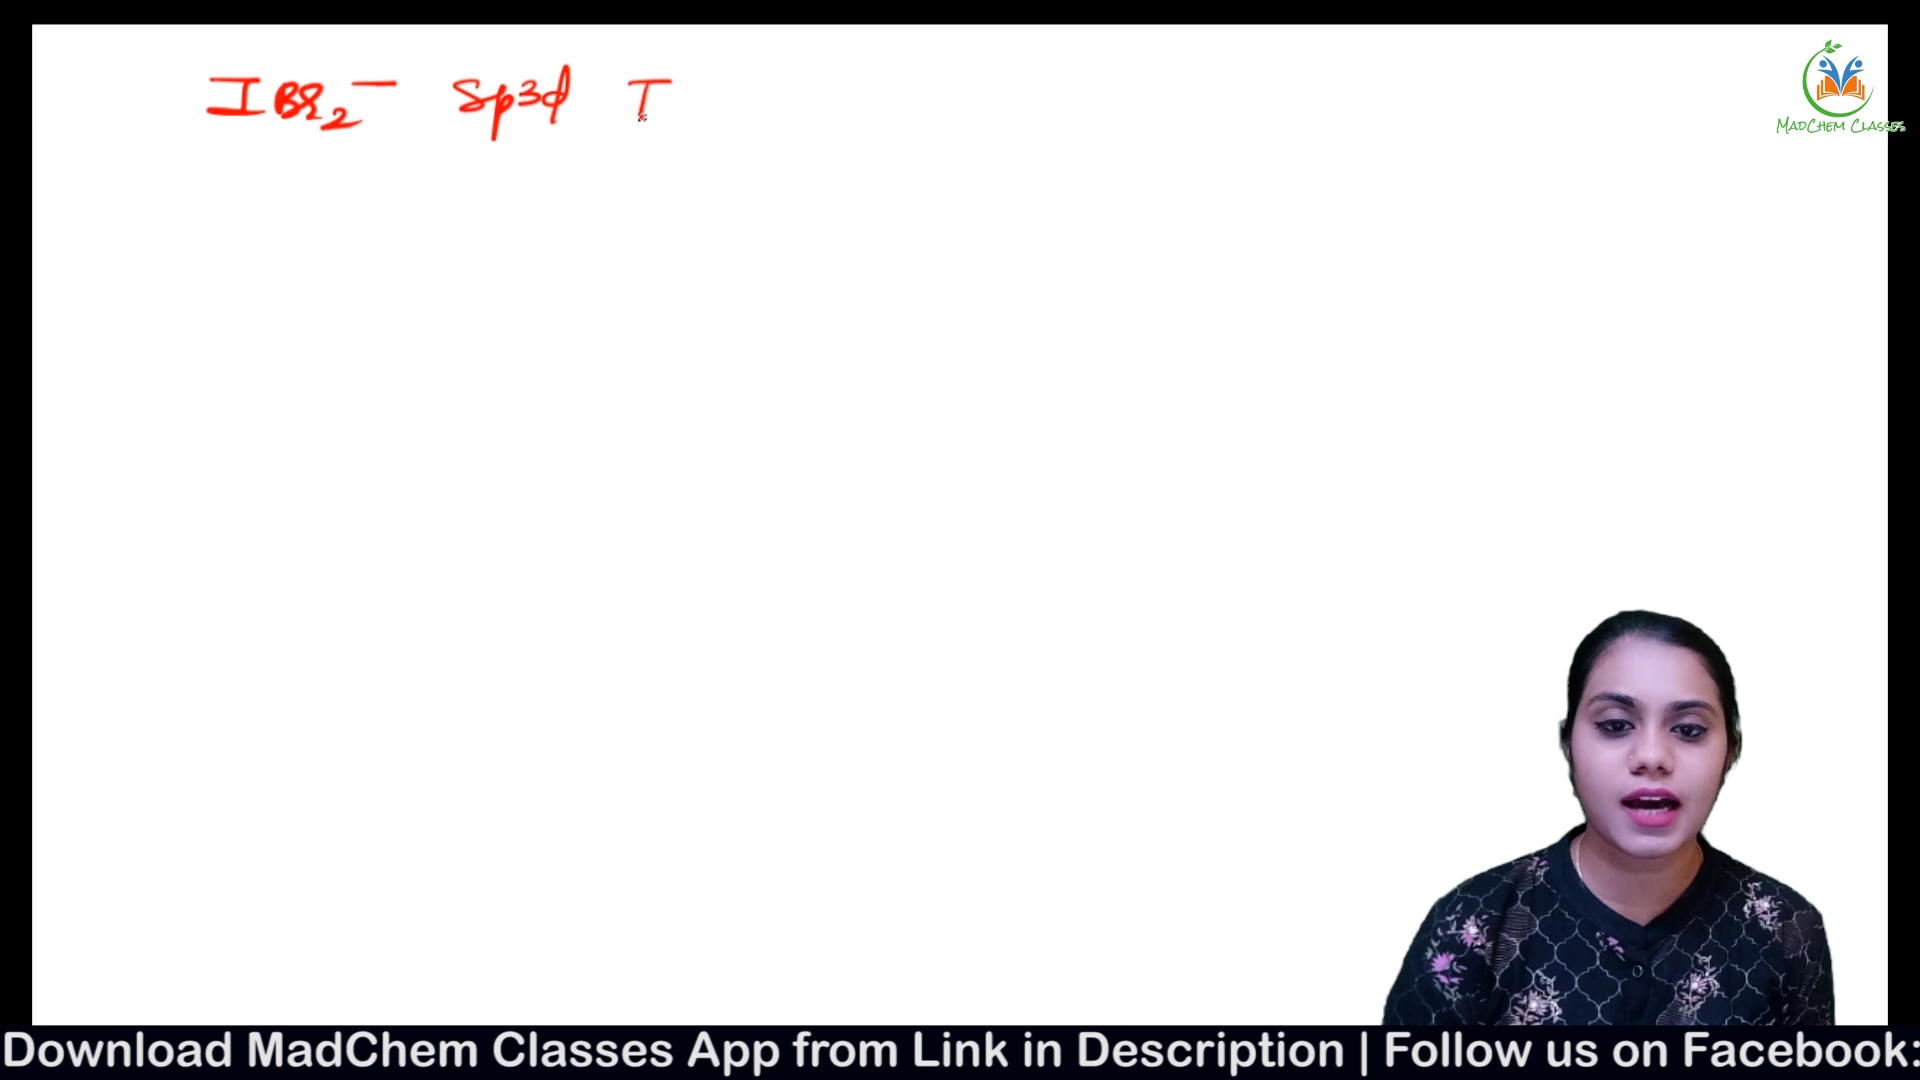 IBr₂⁻ Sp3d T
MADCHEM CLASSES
Download MadChem Classes App from Link in Description | Follow us on Facebook: